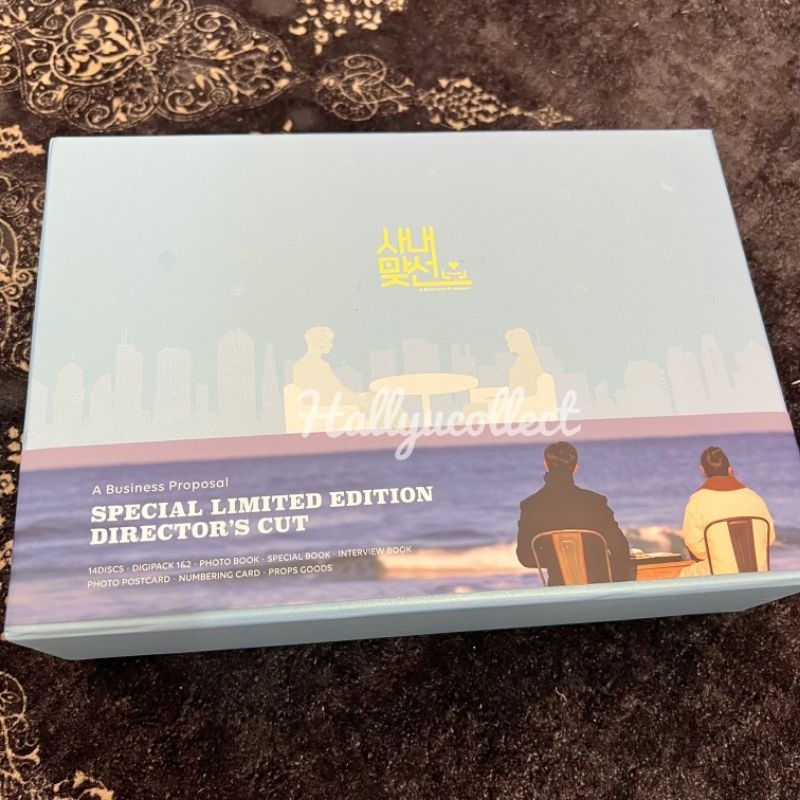 사내
맞선
A Business Proposal
Hallyucollect
A Business Proposal
SPECIAL LIMITED EDITION
DIRECTOR'S CUT
14DISCS · DIGIPACK 1&2 · PHOTO BOOK · SPECIAL BOOK · INTERVIEW BOOK
PHOTO POSTCARD · NUMBERING CARD · PROPS GOODS